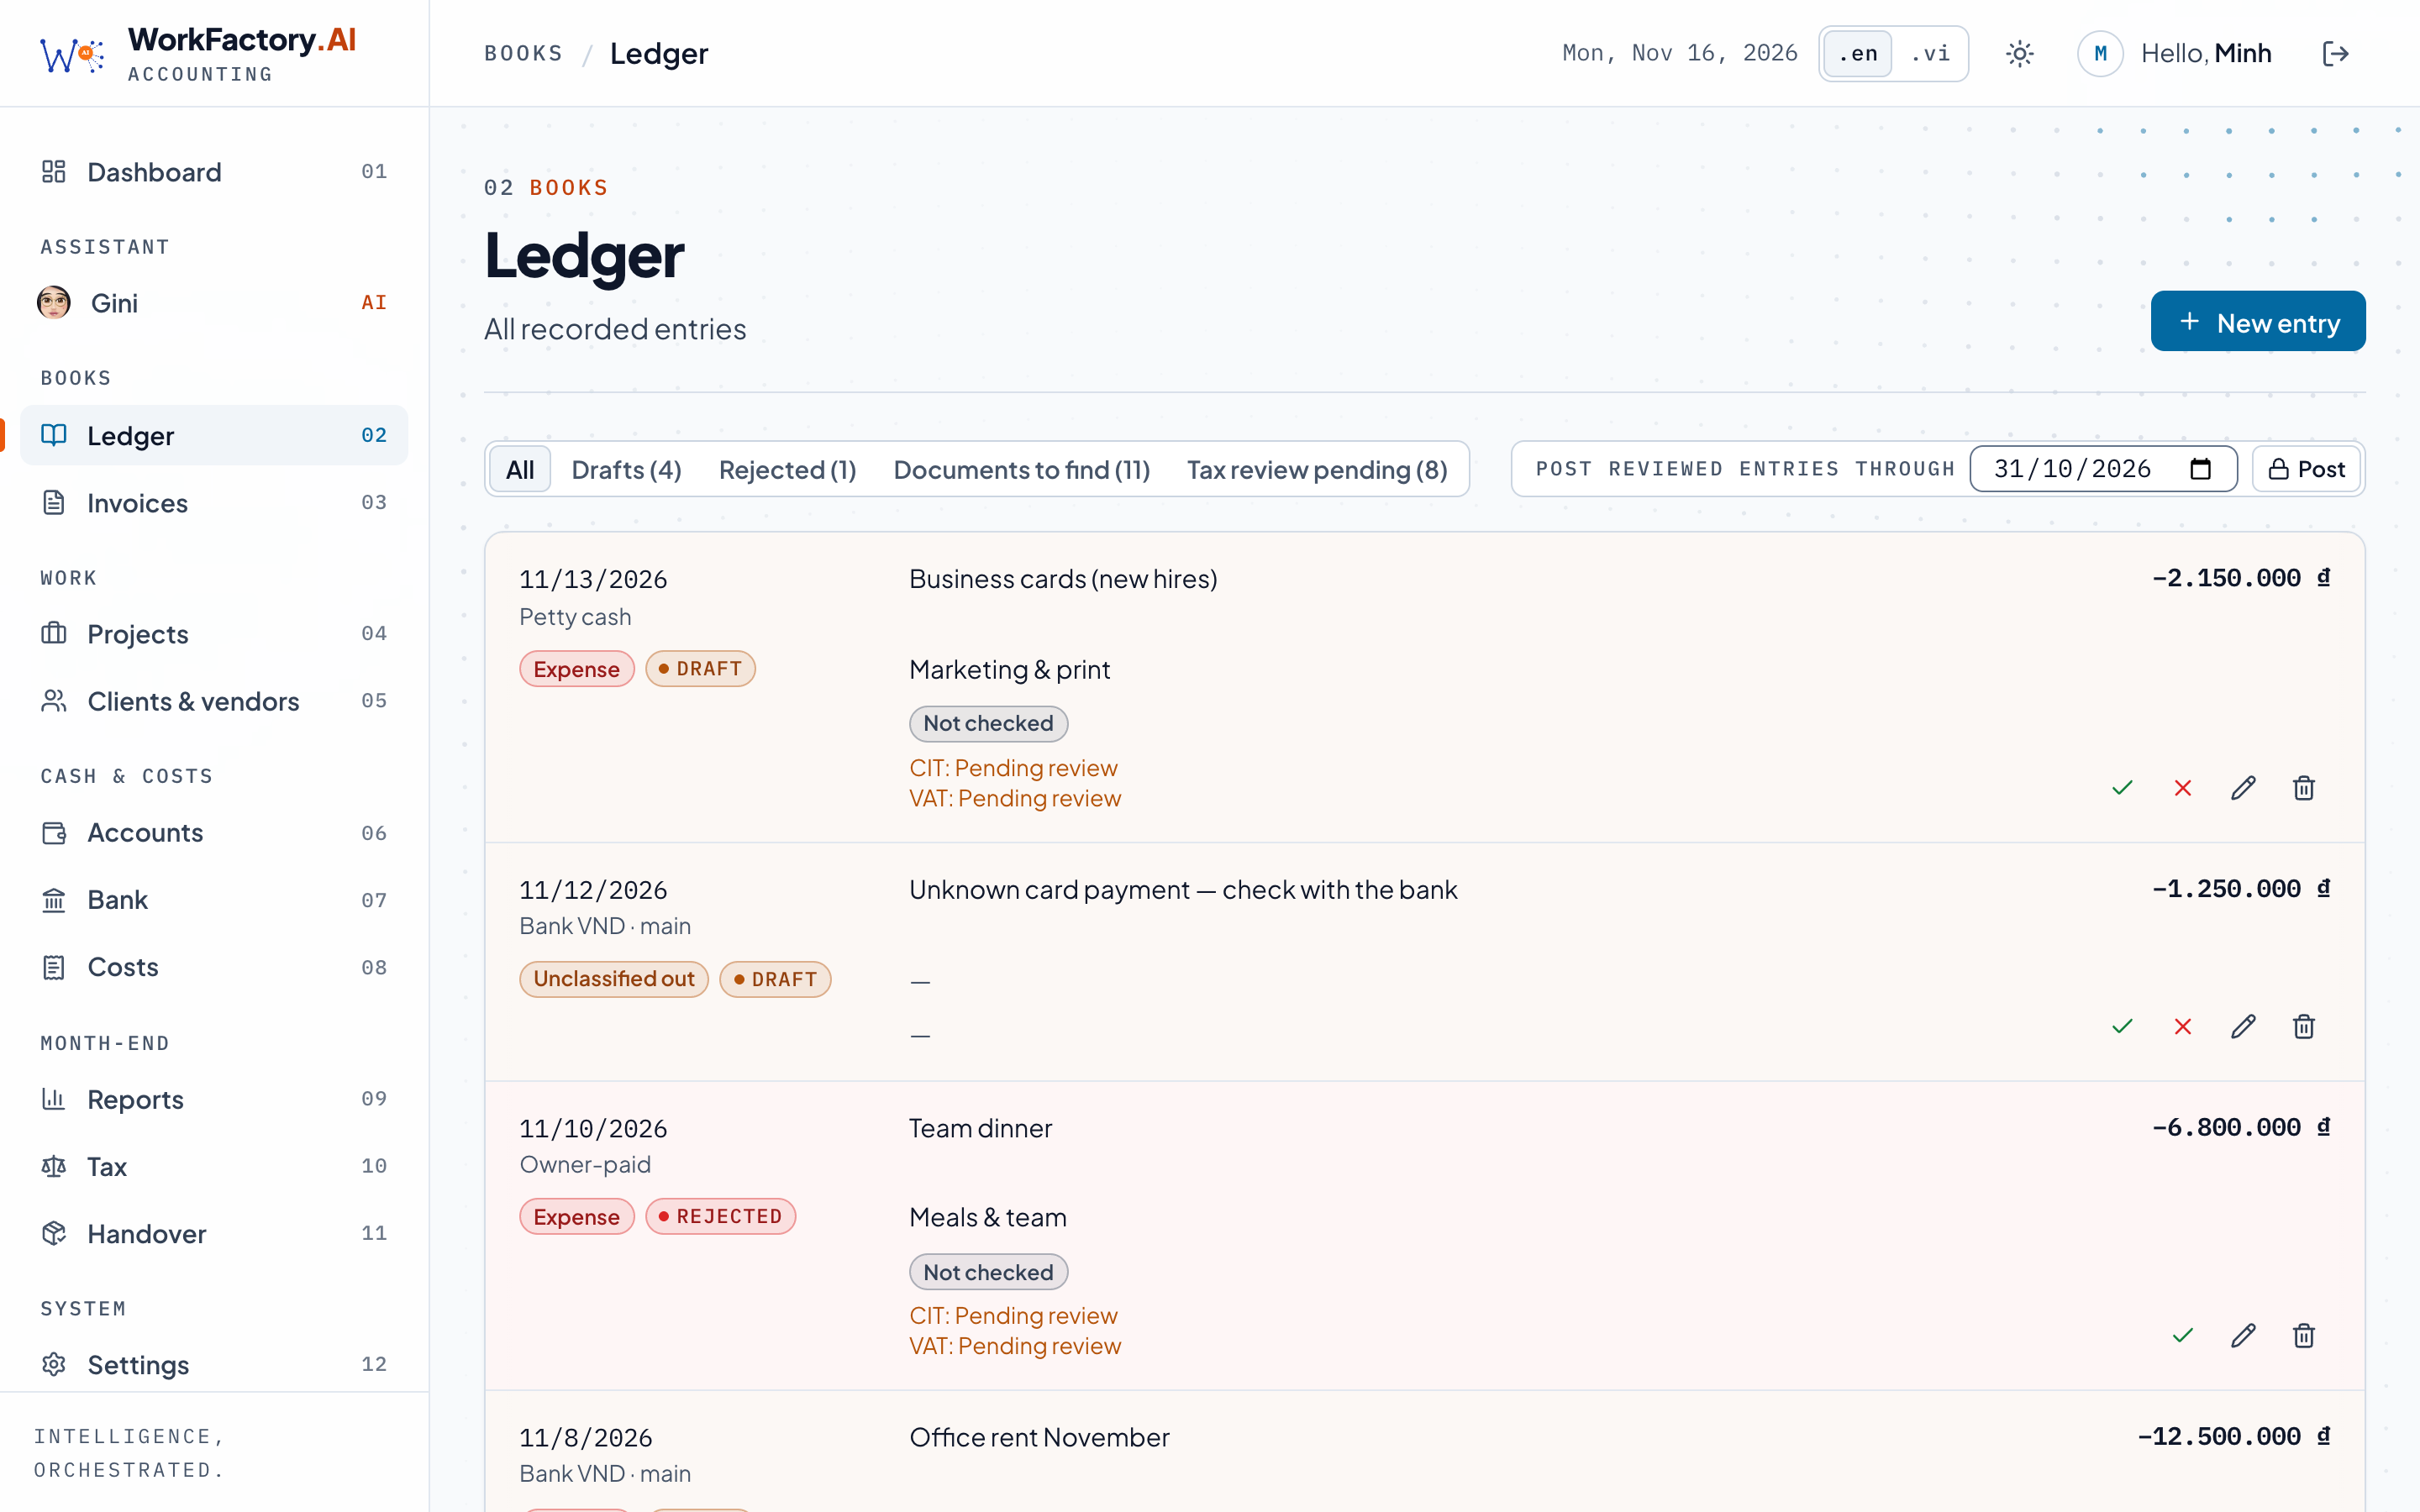 WorkFactory.AI
ACCOUNTING
BOOKS / Ledger
Mon, Nov 16, 2026
.en .vi
M
Hello, Minh
Dashboard 01
ASSISTANT
Gini AI
BOOKS
Ledger 02
Invoices 03
WORK
Projects 04
Clients & vendors 05
CASH & COSTS
Accounts 06
Bank 07
Costs 08
MONTH-END
Reports 09
Tax 10
Handover 11
SYSTEM
Settings 12
INTELLIGENCE,
ORCHESTRATED.
02 BOOKS
Ledger
All recorded entries
+ New entry
All Drafts (4) Rejected (1) Documents to find (11) Tax review pending (8)
POST REVIEWED ENTRIES THROUGH 31/10/2026 Post
11/13/2026 Business cards (new hires) −2.150.000 ₫
Petty cash
Expense DRAFT Marketing & print
Not checked
CIT: Pending review
VAT: Pending review
11/12/2026 Unknown card payment — check with the bank −1.250.000 ₫
Bank VND · main
Unclassified out DRAFT —
—
11/10/2026 Team dinner −6.800.000 ₫
Owner-paid
Expense REJECTED Meals & team
Not checked
CIT: Pending review
VAT: Pending review
11/8/2026 Office rent November −12.500.000 ₫
Bank VND · main